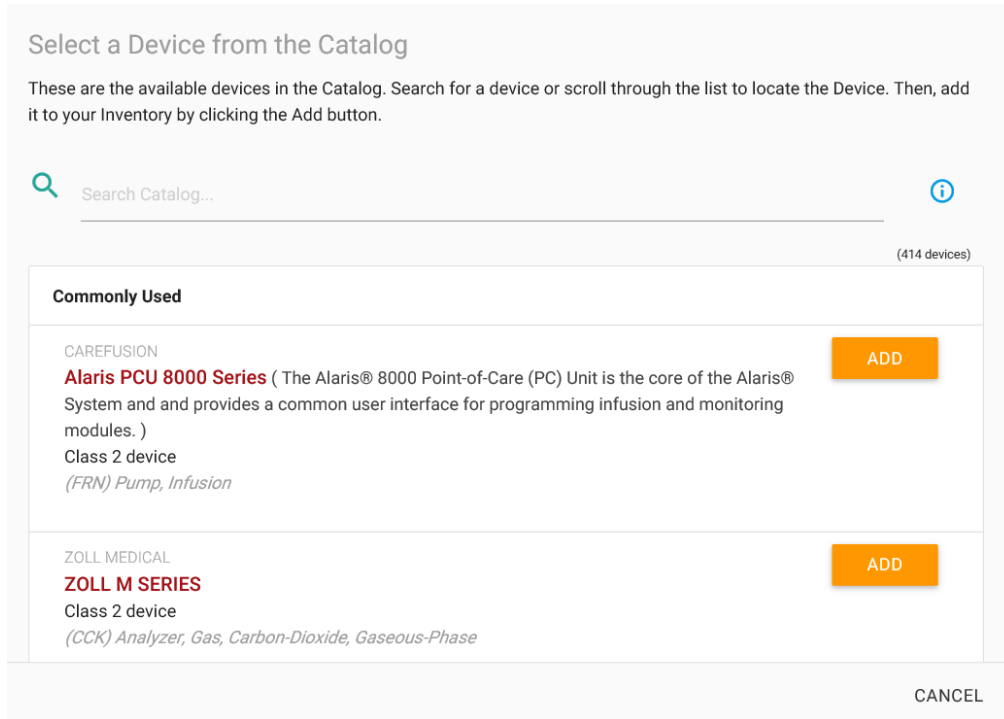 Select a Device from the Catalog
These are the available devices in the Catalog. Search for a device or scroll through the list to locate the Device. Then, add
it to your Inventory by clicking the Add button.
Search Catalog...
(414 devices)
Commonly Used
CAREFUSION
ADD
Alaris PCU 8000 Series ( The Alaris® 8000 Point-of-Care (PC) Unit is the core of the Alaris®
System and and provides a common user interface for programming infusion and monitoring
modules. )
Class 2 device
(FRN) Pump, Infusion
ZOLL MEDICAL
ADD
ZOLL M SERIES
Class 2 device
(CCK) Analyzer, Gas, Carbon-Dioxide, Gaseous-Phase
CANCEL